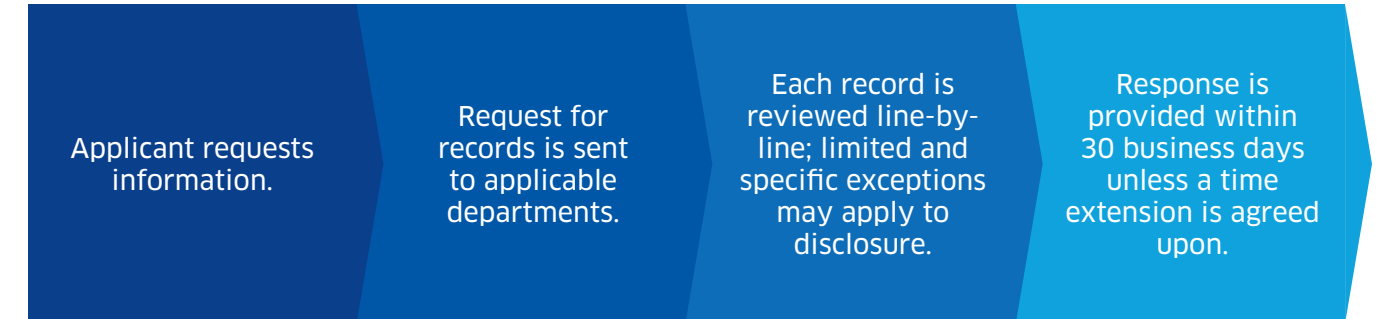 Applicant requests
information.
Request for
records is sent
to applicable
departments.
Each record is
reviewed line-by-
line; limited and
specific exceptions
may apply to
disclosure.
Response is
provided within
30 business days
unless a time
extension is agreed
upon.